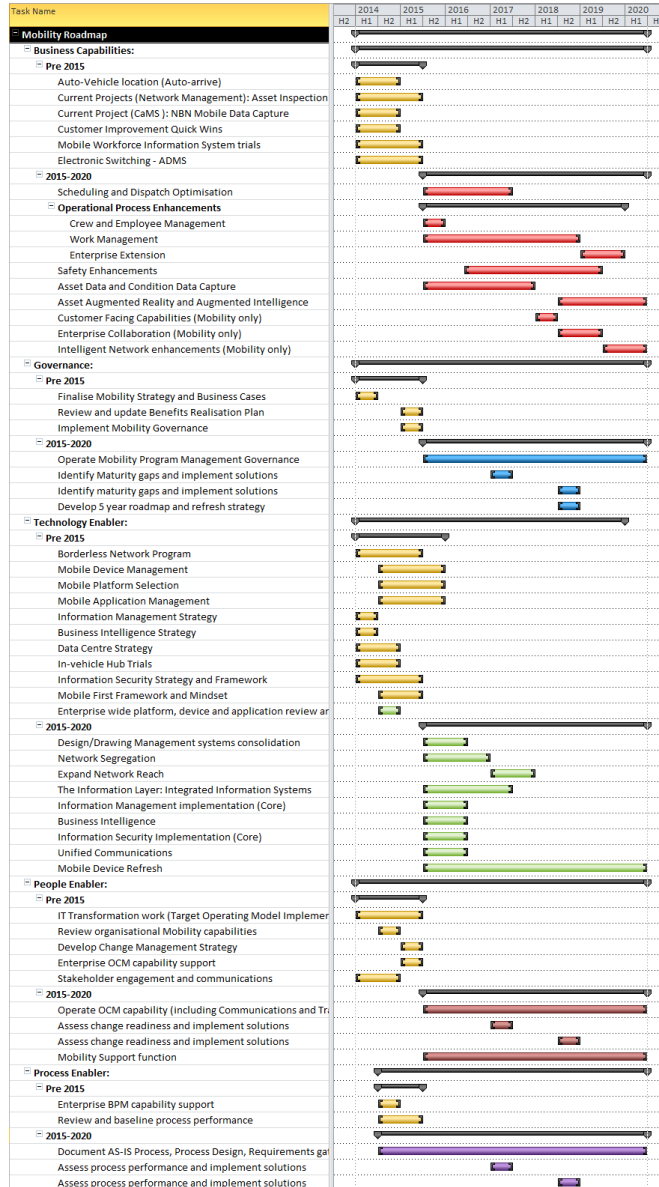 Task Name
2014 2015 2016 2017 2018 2019 2020
H2 H1 H2 H1 H2 H1 H2 H1 H2 H1 H2 H1 H2 H1 H
Mobility Roadmap
Business Capabilities:
Pre 2015
Auto-Vehicle location (Auto-arrive)
Current Projects (Network Management): Asset Inspection
Current Project (CaMS ): NBN Mobile Data Capture
Customer Improvement Quick Wins
Mobile Workforce Information System trials
Electronic Switching - ADMS
2015-2020
Scheduling and Dispatch Optimisation
Operational Process Enhancements
Crew and Employee Management
Work Management
Enterprise Extension
Safety Enhancements
Asset Data and Condition Data Capture
Asset Augmented Reality and Augmented Intelligence
Customer Facing Capabilities (Mobility only)
Enterprise Collaboration (Mobility only)
Intelligent Network enhancements (Mobility only)
Governance:
Pre 2015
Finalise Mobility Strategy and Business Cases
Review and update Benefits Realisation Plan
Implement Mobility Governance
2015-2020
Operate Mobility Program Management Governance
Identify Maturity gaps and implement solutions
Identify maturity gaps and implement solutions
Develop 5 year roadmap and refresh strategy
Technology Enabler:
Pre 2015
Borderless Network Program
Mobile Device Management
Mobile Platform Selection
Mobile Application Management
Information Management Strategy
Business Intelligence Strategy
Data Centre Strategy
In-vehicle Hub Trials
Information Security Strategy and Framework
Mobile First Framework and Mindset
Enterprise wide platform, device and application review ar
2015-2020
Design/Drawing Management systems consolidation
Network Segregation
Expand Network Reach
The Information Layer: Integrated Information Systems
Information Management implementation (Core)
Business Intelligence
Information Security Implementation (Core)
Unified Communications
Mobile Device Refresh
People Enabler:
Pre 2015
IT Transformation work (Target Operating Model Implemer
Review organisational Mobility capabilities
Develop Change Management Strategy
Enterprise OCM capability support
Stakeholder engagement and communications
2015-2020
Operate OCM capability (including Communications and Tra
Assess change readiness and implement solutions
Assess change readiness and implement solutions
Mobility Support function
Process Enabler:
Pre 2015
Enterprise BPM capability support
Review and baseline process performance
2015-2020
Document AS-IS Process, Process Design, Requirements gat
Assess process performance and implement solutions
Assess process performance and implement solutions